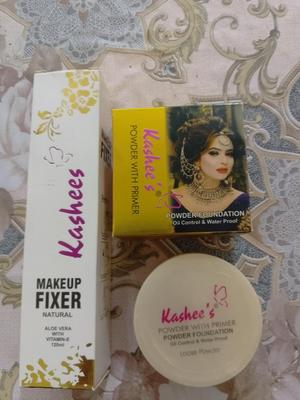 Kashees
MAKEUP
FIXER
NATURAL
ALOE VERA
WITH
VITAMIN-E
120ml
Kashee's
POWDER WITH PRIMER
POWDER FOUNDATION
Oil Control & Water Proof
Kashee's
POWDER WITH PRIMER
POWDER FOUNDATION
Oil Control & Water Proof
LOOSE POWDER